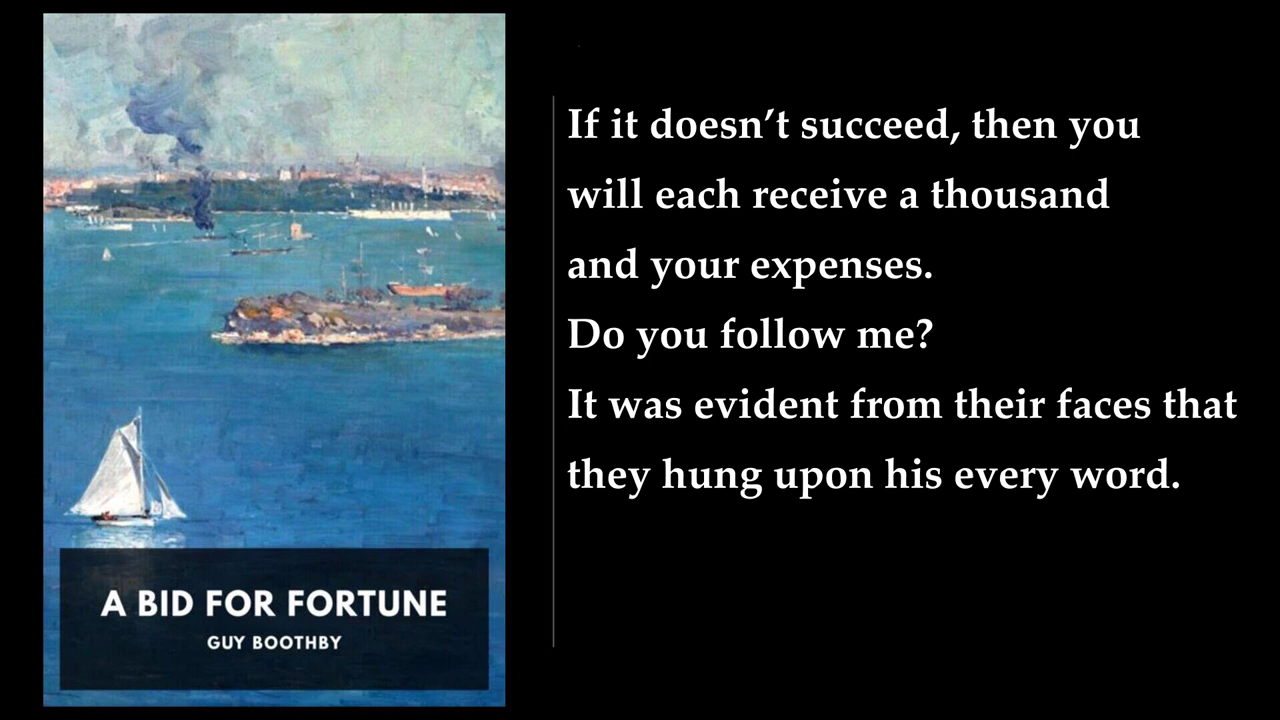 If it doesn’t succeed, then you
will each receive a thousand
and your expenses.
Do you follow me?
It was evident from their faces that
they hung upon his every word.
A BID FOR FORTUNE
GUY BOOTHBY